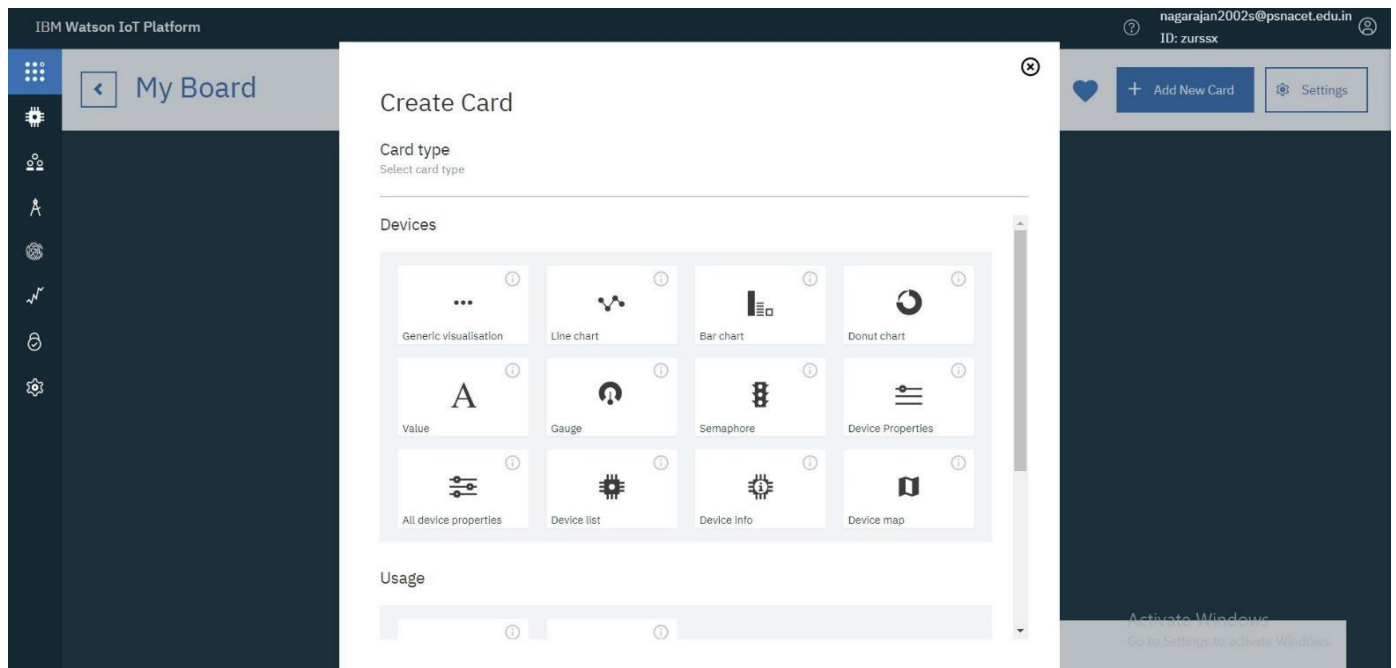 IBM Watson IoT Platform
nagarajan2002s@psnacet.edu.in
ID: zurssx
My Board
Add New Card
Settings
Create Card
Card type
Select card type
Devices
Generic visualisation
Line chart
Bar chart
Donut chart
A
Value
Gauge
Semaphore
Device Properties
All device properties
Device list
Device info
Device map
Usage
Activate Windows
Go to Settings to activate Windows.